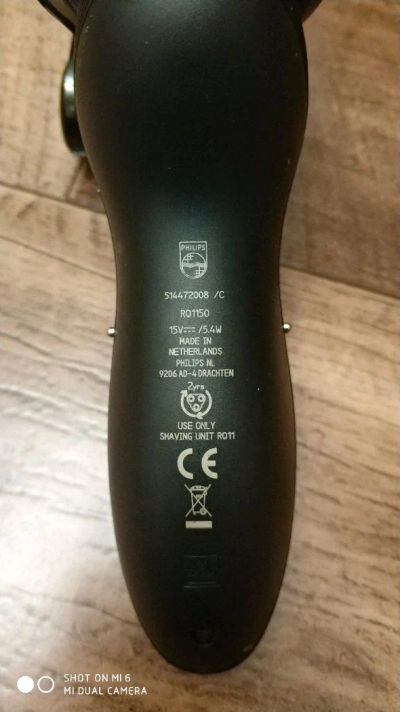 PHILIPS
514472008 /C
RQ1150
15V⎓ /5.4W
MADE IN
NETHERLANDS
PHILIPS NL
9206 AD-4 DRACHTEN
2yrs
USE ONLY
SHAVING UNIT RQ11
CE
SHOT ON MI 6
MI DUAL CAMERA